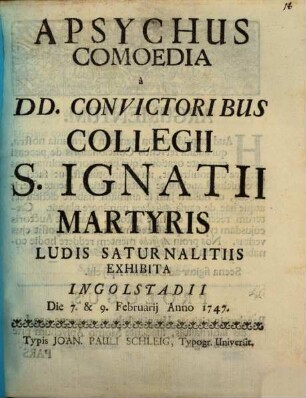 APSYCHUS
COMOEDIA
à
DD. CONVICTORIBUS
COLLEGII
S. IGNATII
MARTYRIS
LUDIS SATURNALITIIS
EXHIBITA
INGOLSTADII
Die 7. & 9. Februarij Anno 1747.
Typis JOAN. PAULI SCHLEIG, Typogr. Universit.